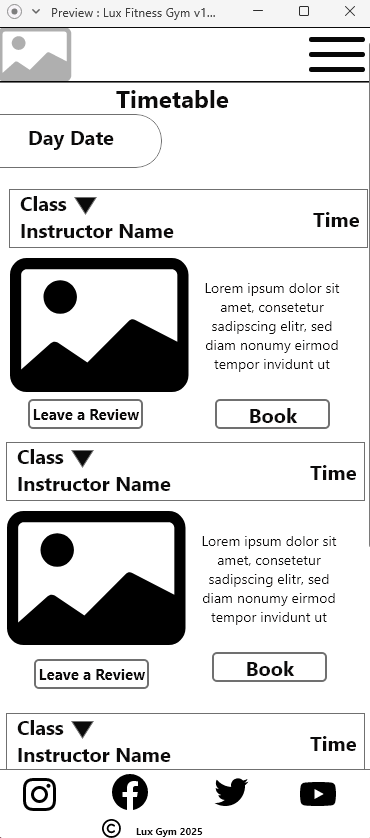 Preview : Lux Fitness Gym v1...
Timetable
Day Date
Class
Instructor Name
Time
Lorem ipsum dolor sit
amet, consetetur
sadipscing elitr, sed
diam nonumy eirmod
tempor invidunt ut
Leave a Review
Book
Class
Instructor Name
Time
Lorem ipsum dolor sit
amet, consetetur
sadipscing elitr, sed
diam nonumy eirmod
tempor invidunt ut
Leave a Review
Book
Class
Instructor Name
Time
© Lux Gym 2025